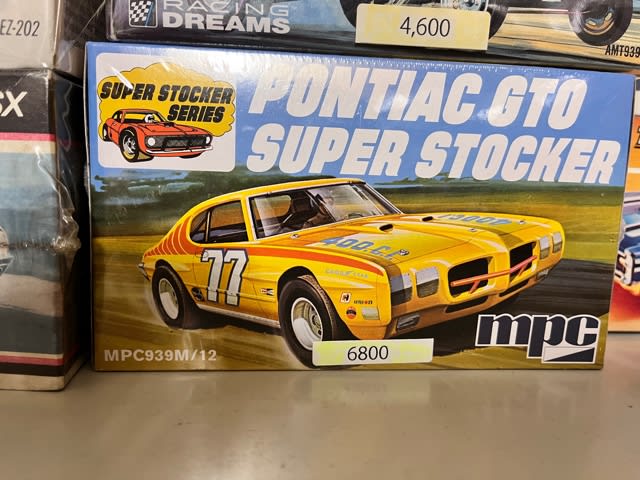 RACING
DREAMS
4,600
EZ-202
AMT939
SX
SUPER STOCKER
SERIES
PONTIAC GTO
SUPER STOCKER
400 C.I.
77
GOODYEAR
MPC939M/12
6800
mpc